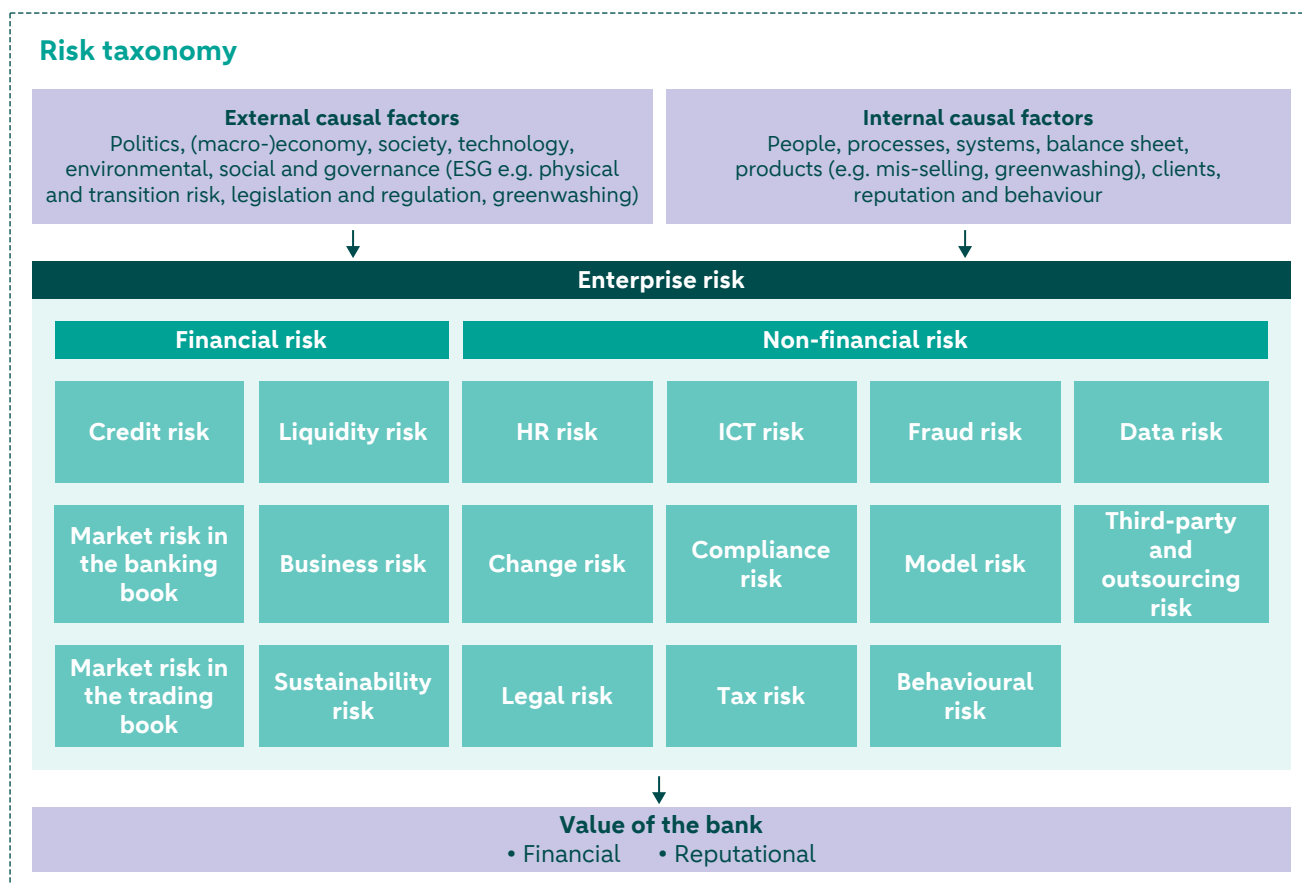 Risk taxonomy
External causal factors
Politics, (macro-)economy, society, technology,
environmental, social and governance (ESG e.g. physical
and transition risk, legislation and regulation, greenwashing)
Internal causal factors
People, processes, systems, balance sheet,
products (e.g. mis-selling, greenwashing), clients,
reputation and behaviour
Enterprise risk
Financial risk
Non-financial risk
Credit risk
Liquidity risk
HR risk
ICT risk
Fraud risk
Data risk
Market risk in
the banking
book
Business risk
Change risk
Compliance
risk
Model risk
Third-party
and
outsourcing
risk
Market risk in
the trading
book
Sustainability
risk
Legal risk
Tax risk
Behavioural
risk
Value of the bank
• Financial • Reputational